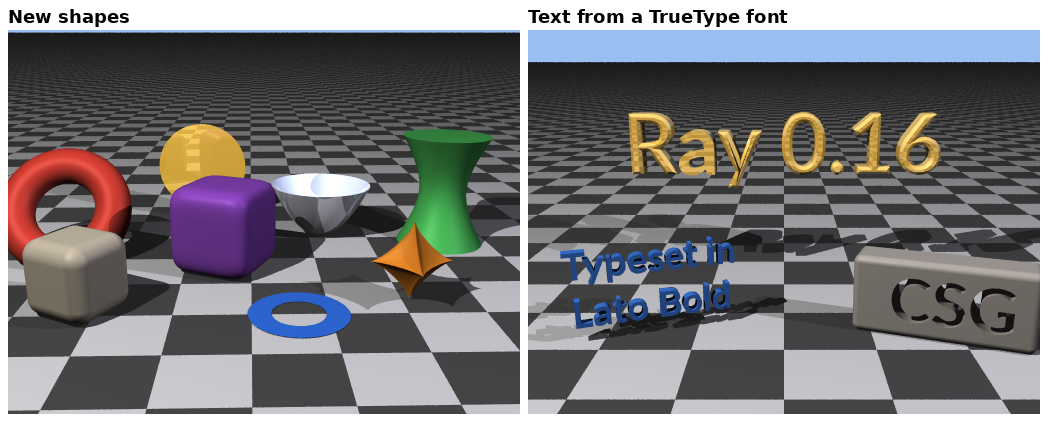 New shapes
Text from a TrueType font
Ray 0.16
Typeset in
Lato Bold
CSG